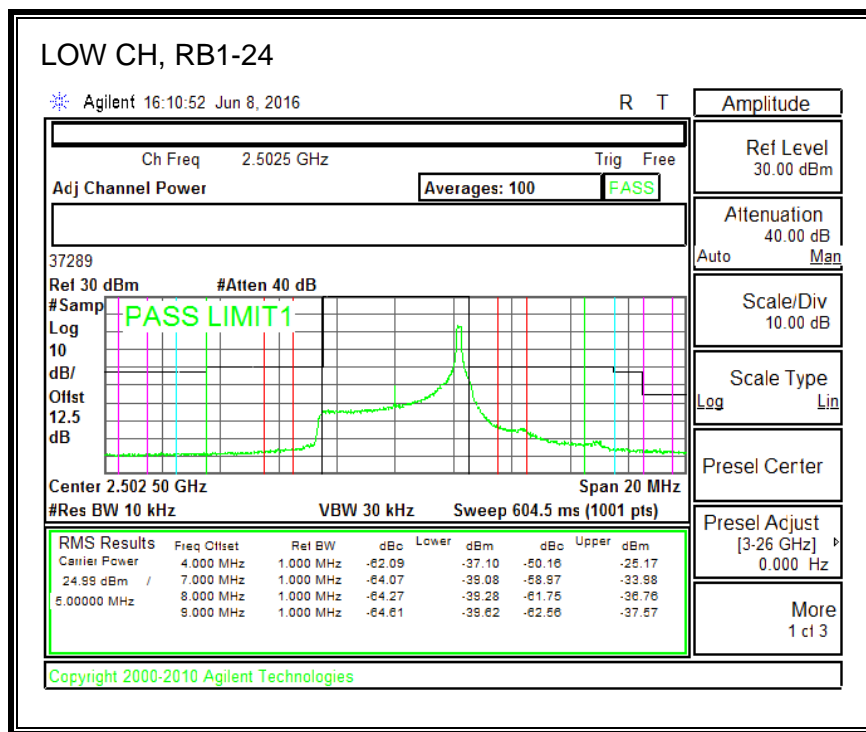 LOW CH, RB1-24
Agilent 16:10:52 Jun 8, 2016 R T
Ch Freq 2.5025 GHz Trig Free
Adj Channel Power Averages: 100 PASS
37289
Ref 30 dBm #Atten 40 dB
#Samp
Log
10
dB/
Offst
12.5
dB
PASS LIMIT1
Center 2.502 50 GHz Span 20 MHz
#Res BW 10 kHz VBW 30 kHz Sweep 604.5 ms (1001 pts)
RMS Results Freq Offset Ref BW dBc Lower dBm dBc Upper dBm
Carrier Power 4.000 MHz 1.000 MHz -62.09 -37.10 -50.16 -25.17
24.99 dBm / 7.000 MHz 1.000 MHz -64.07 -39.08 -58.97 -33.98
5.00000 MHz 8.000 MHz 1.000 MHz -64.27 -39.28 -61.75 -36.76
9.000 MHz 1.000 MHz -64.61 -39.62 -62.56 -37.57
Copyright 2000-2010 Agilent Technologies
Amplitude
Ref Level
30.00 dBm
Attenuation
40.00 dB
Auto Man
Scale/Div
10.00 dB
Scale Type
Log Lin
Presel Center
Presel Adjust
[3-26 GHz]
0.000 Hz
More
1 of 3